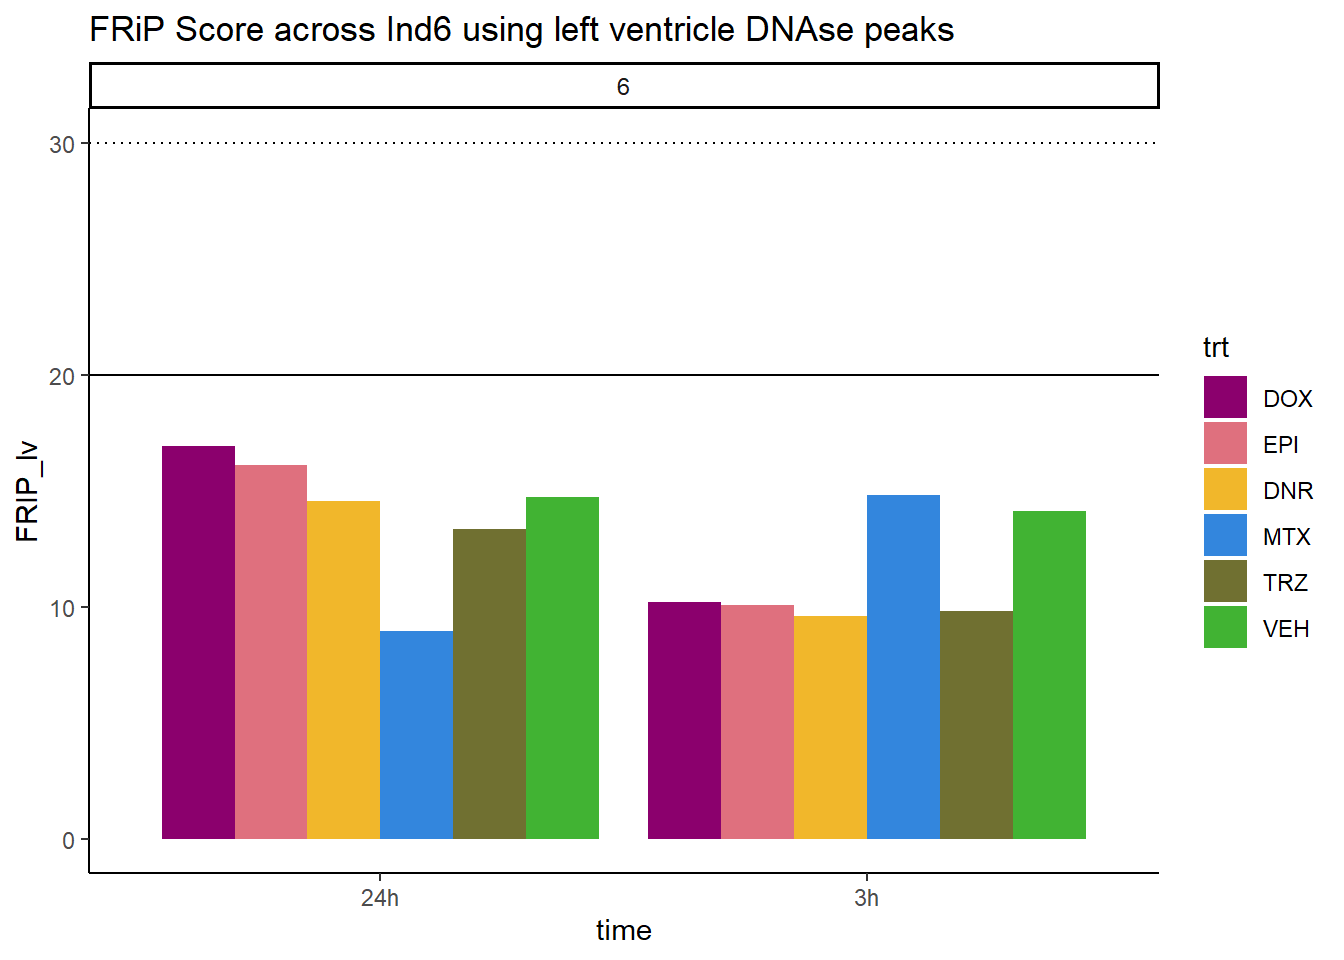 FRiP Score across Ind6 using left ventricle DNAse peaks
6
30
20
10
0
FRIP_lv
24h
3h
time
trt
DOX
EPI
DNR
MTX
TRZ
VEH